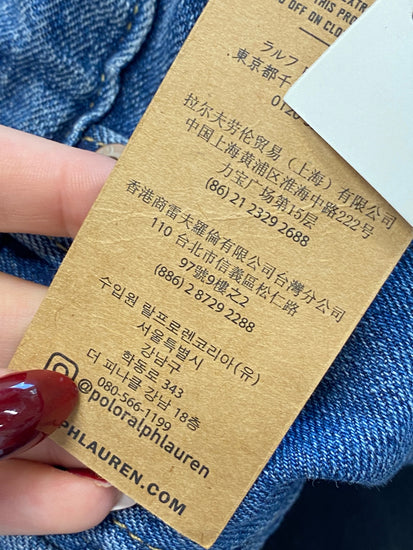 EXTR
THIS PRO
OFF ON CLO
ラルフ
東京都千
0120
拉尔夫劳伦贸易（上海）有限公司
中国上海黄浦区淮海中路222号
力宝广场第15层
(86) 21 2329 2688
香港商雷夫羅倫有限公司台灣分公司
110 台北市信義區松仁路
97號9樓之2
(886) 2 8729 2288
수입원 랄프로렌코리아(유)
서울특별시
강남구
학동로 343
더 피나클 강남 18층
080-566-1199
@poloralphlauren
PHLAUREN.COM